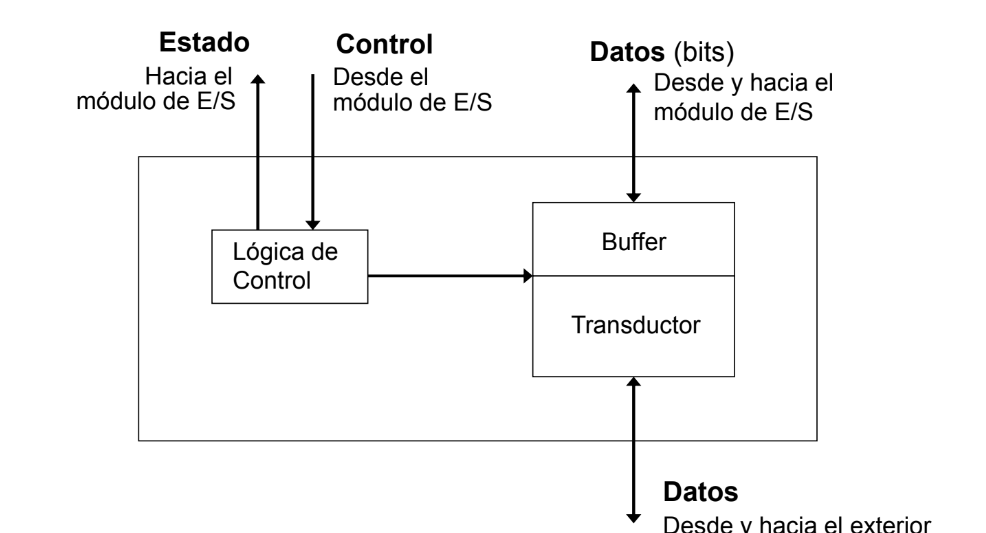 Estado
Hacia el
módulo de E/S
Control
Desde el
módulo de E/S
Datos (bits)
Desde y hacia el
módulo de E/S
Lógica de
Control
Buffer
Transductor
Datos
Desde y hacia el exterior